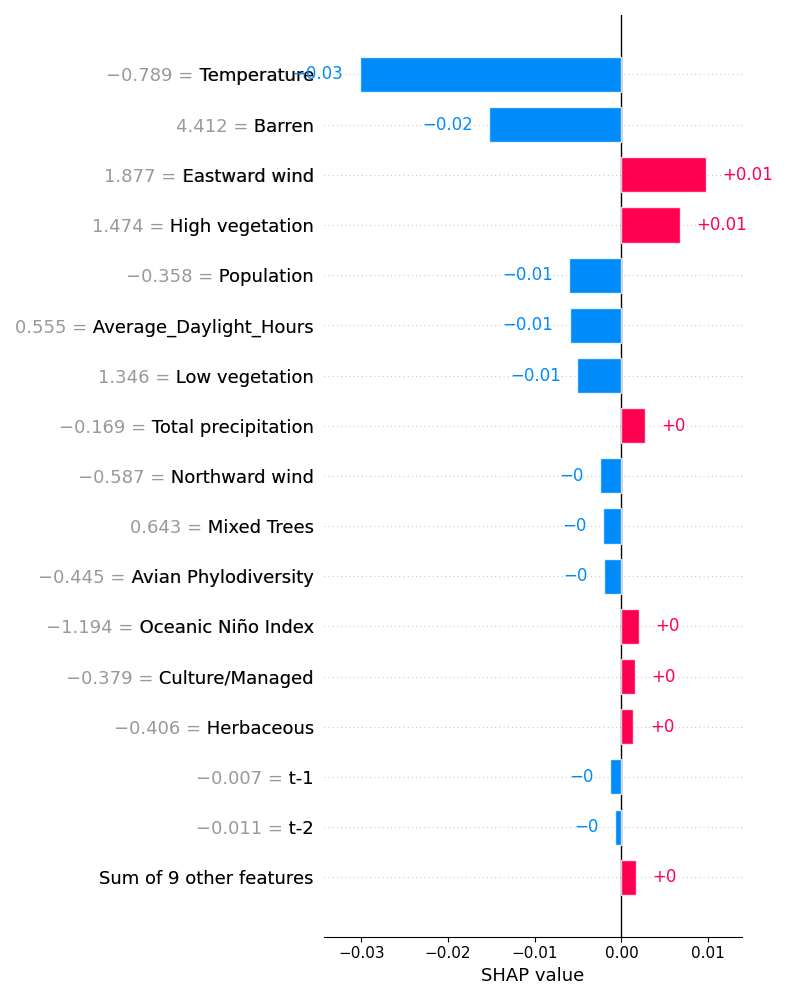 −0.789 = Temperature −0.03
4.412 = Barren −0.02
1.877 = Eastward wind +0.01
1.474 = High vegetation +0.01
−0.358 = Population −0.01
0.555 = Average_Daylight_Hours −0.01
1.346 = Low vegetation −0.01
−0.169 = Total precipitation +0
−0.587 = Northward wind −0
0.643 = Mixed Trees −0
−0.445 = Avian Phylodiversity −0
−1.194 = Oceanic Niño Index +0
−0.379 = Culture/Managed +0
−0.406 = Herbaceous +0
−0.007 = t-1 −0
−0.011 = t-2 −0
Sum of 9 other features +0
−0.03 −0.02 −0.01 0.00 0.01
SHAP value